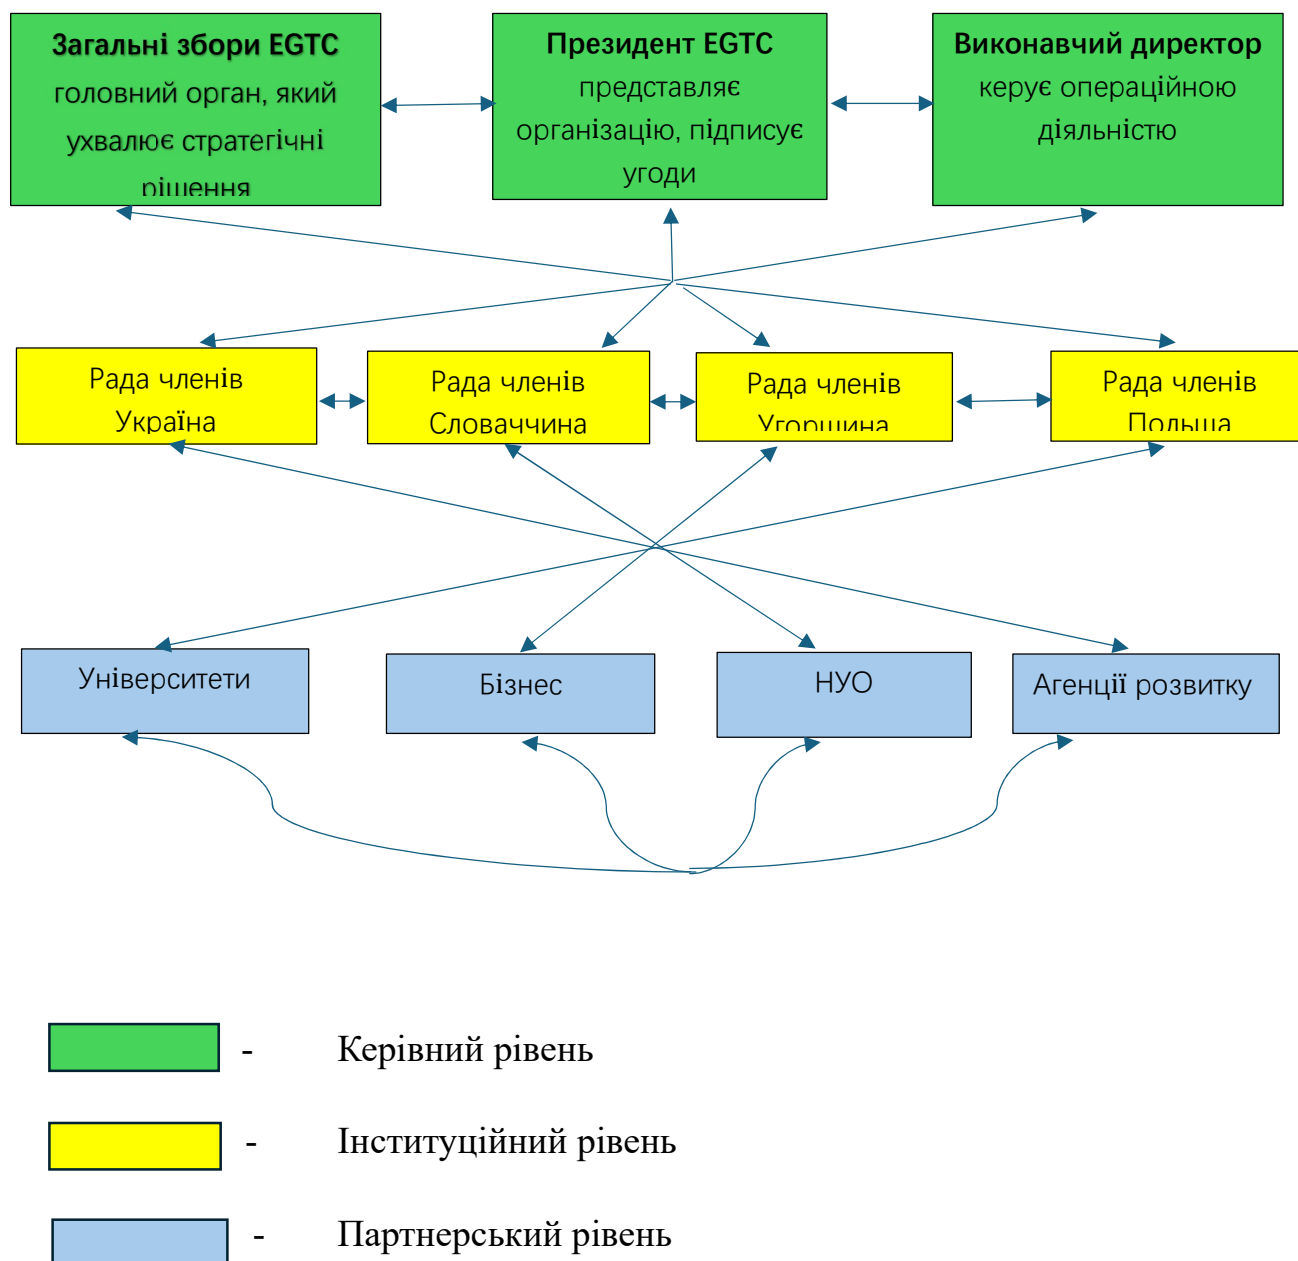 Загальні збори EGTC
головний орган, який
ухвалює стратегічні
рішення
Президент EGTC
представляє
організацію, підписує
угоди
Виконавчий директор
керує операційною
діяльністю
Рада членів
Україна
Рада членів
Словаччина
Рада членів
Угорщина
Рада членів
Польща
Університети
Бізнес
НУО
Агенції розвитку
- Керівний рівень
- Інституційний рівень
- Партнерський рівень